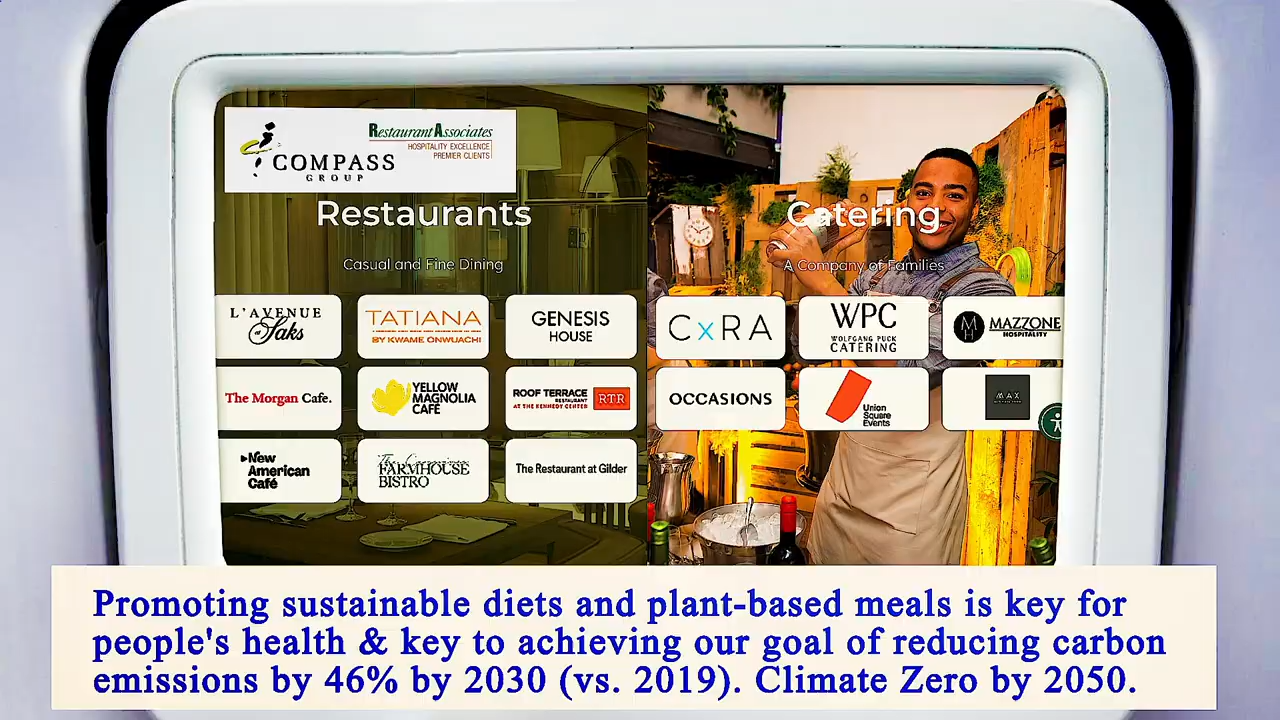 COMPASS
GROUP
Restaurant Associates
HOSPITALITY EXCELLENCE
PREMIER CLIENTS
Restaurants
Casual and Fine Dining
L'AVENUE
at Saks
TATIANA
BY KWAME ONWUACHI
GENESIS
HOUSE
The Morgan Cafe.
YELLOW
MAGNOLIA
CAFÉ
ROOF TERRACE
RESTAURANT
AT THE KENNEDY CENTER
RTR
New
American
Café
FARMHOUSE
BISTRO
The Restaurant at Gilder
Catering
A Company of Families
CxRA
WPC
WOLFGANG PUCK
CATERING
MH
MAZZONE
HOSPITALITY
OCCASIONS
Union
Square
Events
MAX
Promoting sustainable diets and plant-based meals is key for
people's health & key to achieving our goal of reducing carbon
emissions by 46% by 2030 (vs. 2019). Climate Zero by 2050.